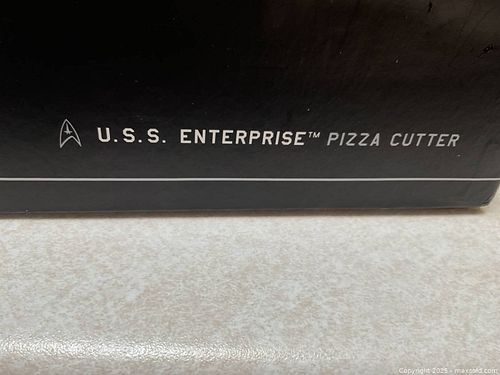 U.S.S. ENTERPRISE™ PIZZA CUTTER
Copyright 2025 - maxsold.com